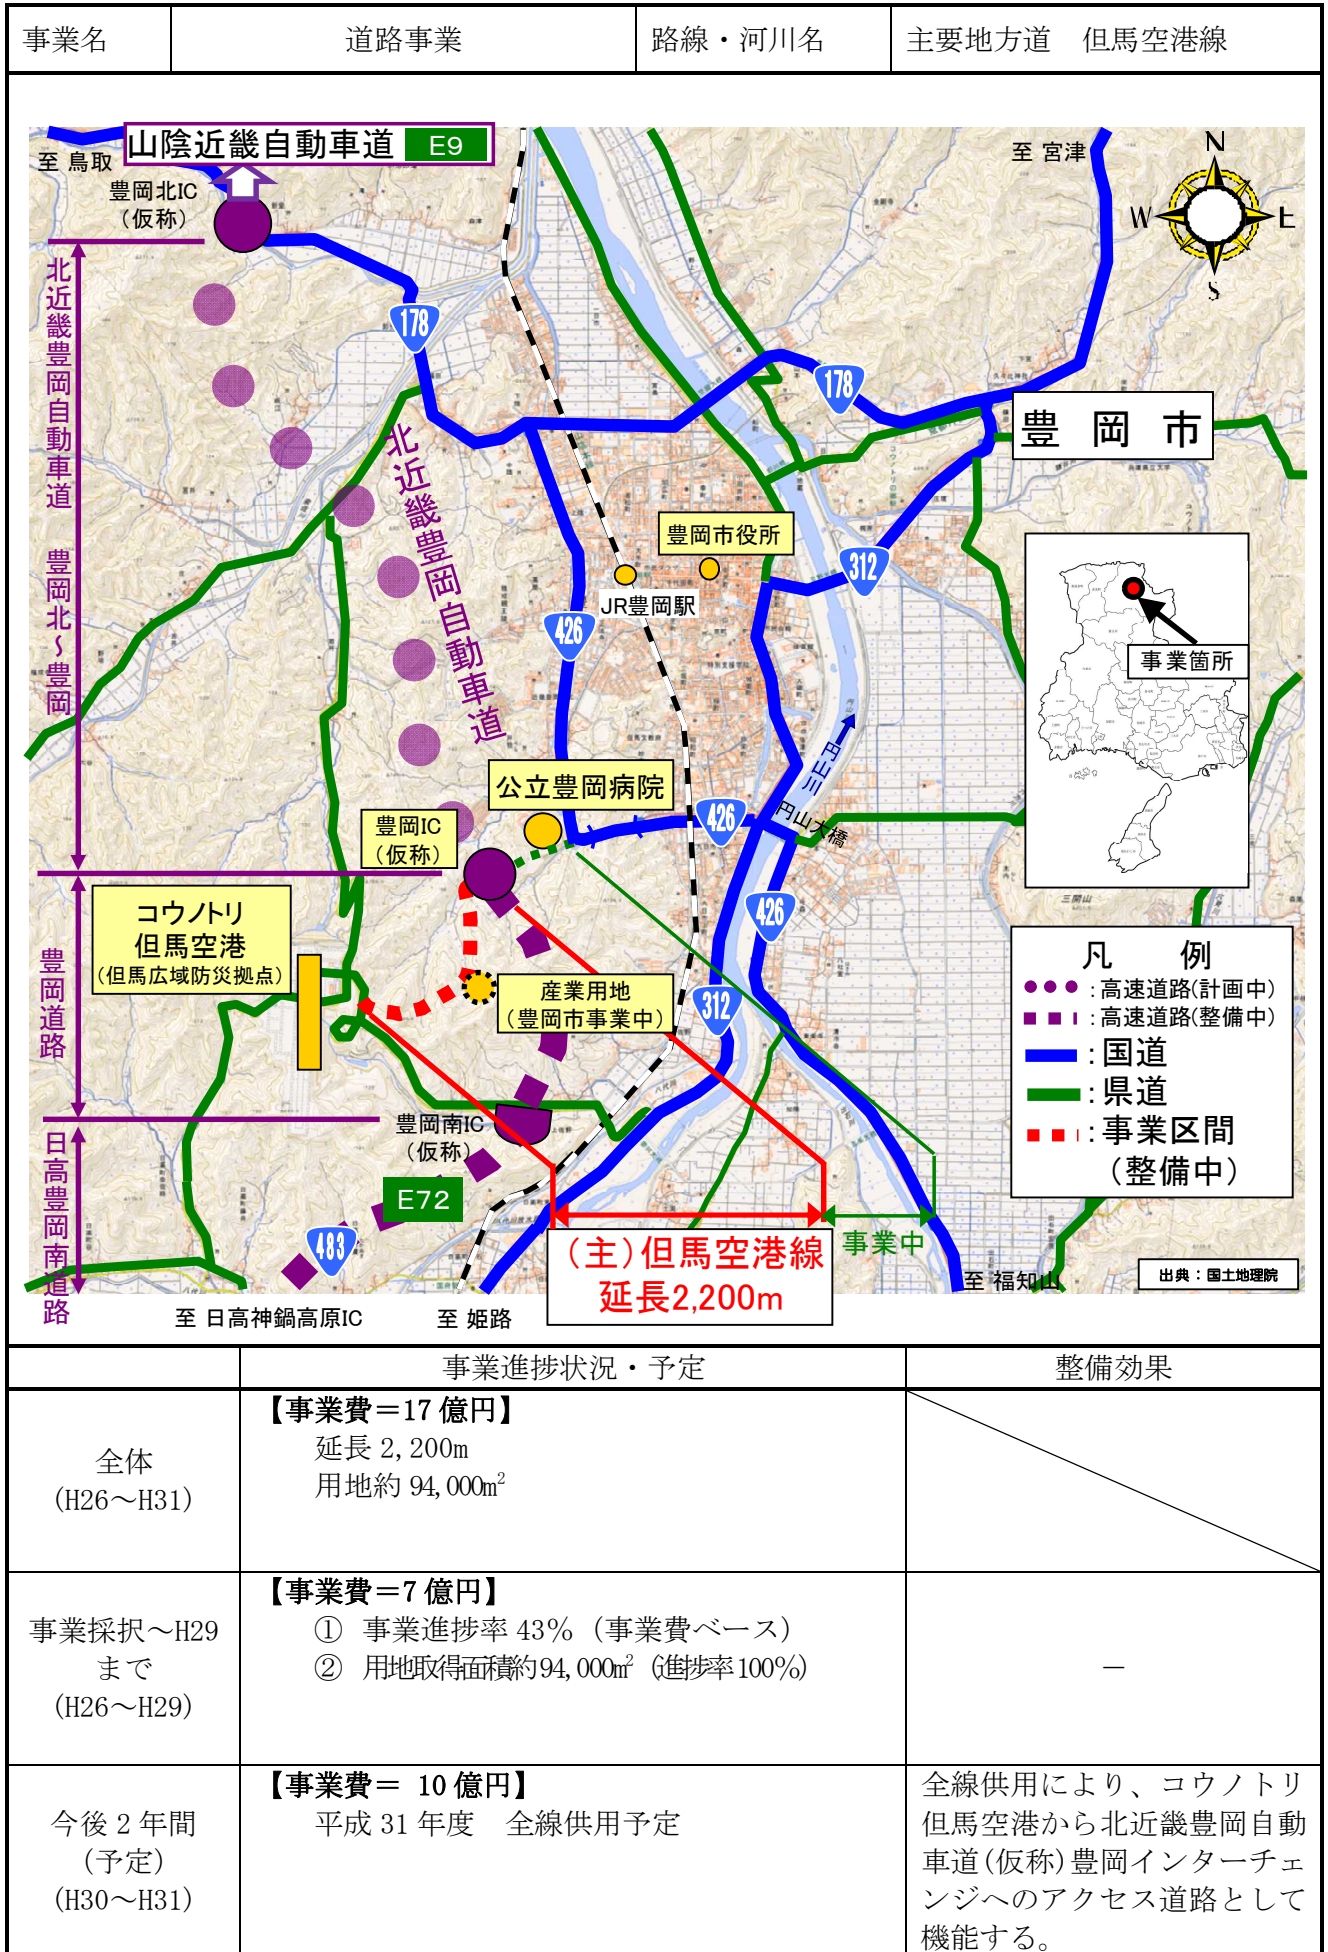 事業名 道路事業 路線・河川名 主要地方道 但馬空港線
山陰近畿自動車道 E9
至 鳥取
豊岡北IC
(仮称)
至 宮津
N
W E
S
北近畿豊岡自動車道 豊岡北~豊岡
178
178
北近畿豊岡自動車道
豊岡市
豊岡市役所
JR豊岡駅
312
426
事業箇所
円山川
公立豊岡病院
426
円山大橋
豊岡IC
(仮称)
コウノトリ
但馬空港
(但馬広域防災拠点)
426
三開山
豊岡道路
産業用地
(豊岡市事業中)
312
凡 例
:高速道路(計画中)
:高速道路(整備中)
:国道
:県道
:事業区間
(整備中)
豊岡南IC
(仮称)
日高豊岡南道路
E72
483
(主)但馬空港線
延長2,200m
事業中
至 福知山
出典:国土地理院
至 日高神鍋高原IC
至 姫路
事業進捗状況・予定 整備効果
全体
(H26~H31)
【事業費=17億円】
延長 2,200m
用地約 94,000m²
事業採択~H29
まで
(H26~H29)
【事業費=7億円】
① 事業進捗率 43%(事業費ベース)
② 用地取得面積約94,000m²(進捗率100%)
-
今後 2 年間
(予定)
(H30~H31)
【事業費= 10 億円】
平成 31 年度 全線供用予定
全線供用により、コウノトリ
但馬空港から北近畿豊岡自動
車道(仮称)豊岡インターチェ
ンジへのアクセス道路として
機能する。